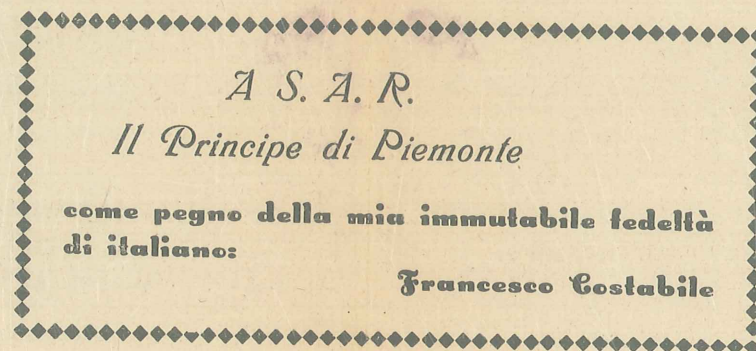 A S. A. R.
Il Principe di Piemonte
come pegno della mia immutabile fedeltà
di italiano:
Francesco Costabile